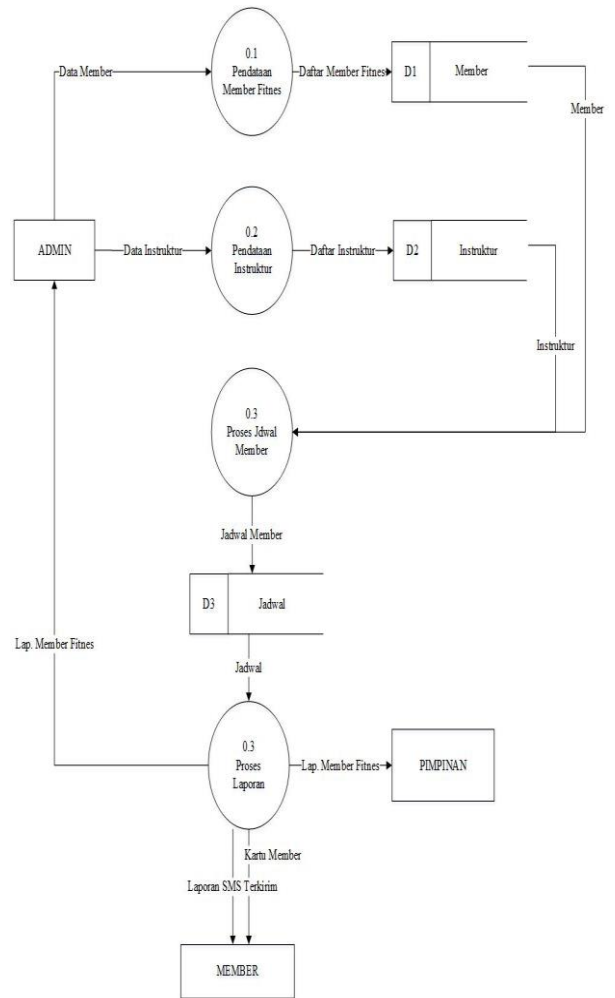 0.1
Pendataan
Member Fitnes
Data Member
Daftar Member Fitnes
D1
Member
Member
ADMIN
Data Instruktur
0.2
Pendataan
Instruktur
Daftar Instruktur
D2
Instruktur
Instruktur
0.3
Proses Jdwal
Member
Jadwal Member
D3
Jadwal
Lap. Member Fitnes
Jadwal
0.3
Proses
Laporan
Lap. Member Fitnes
PIMPINAN
Kartu Member
Laporan SMS Terkirim
MEMBER